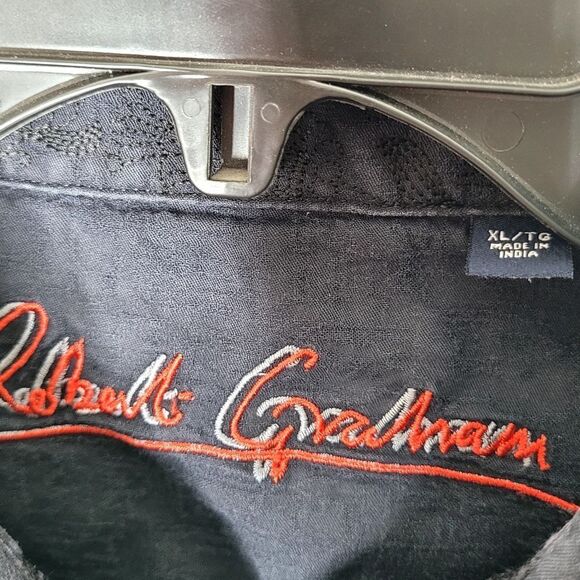 XL/TG
MADE IN
INDIA
Robert Graham